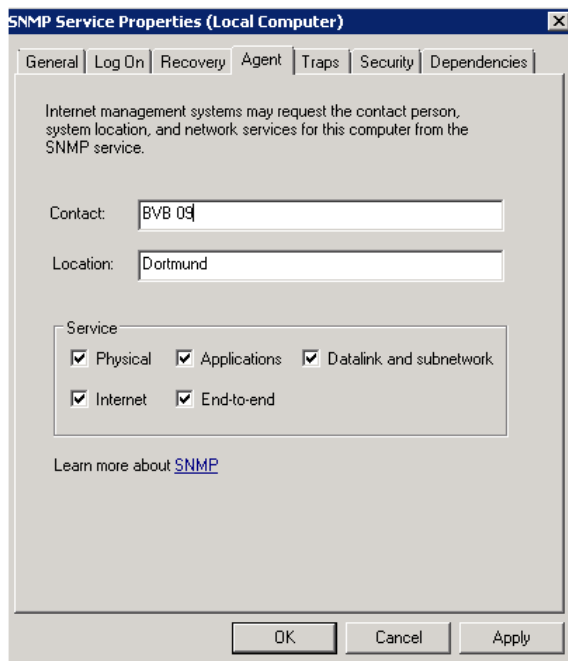 SNMP Service Properties (Local Computer)
General Log On Recovery Agent Traps Security Dependencies
Internet management systems may request the contact person,
system location, and network services for this computer from the
SNMP service.
Contact: BVB 09
Location: Dortmund
Service
Physical Applications Datalink and subnetwork
Internet End-to-end
Learn more about SNMP
OK Cancel Apply